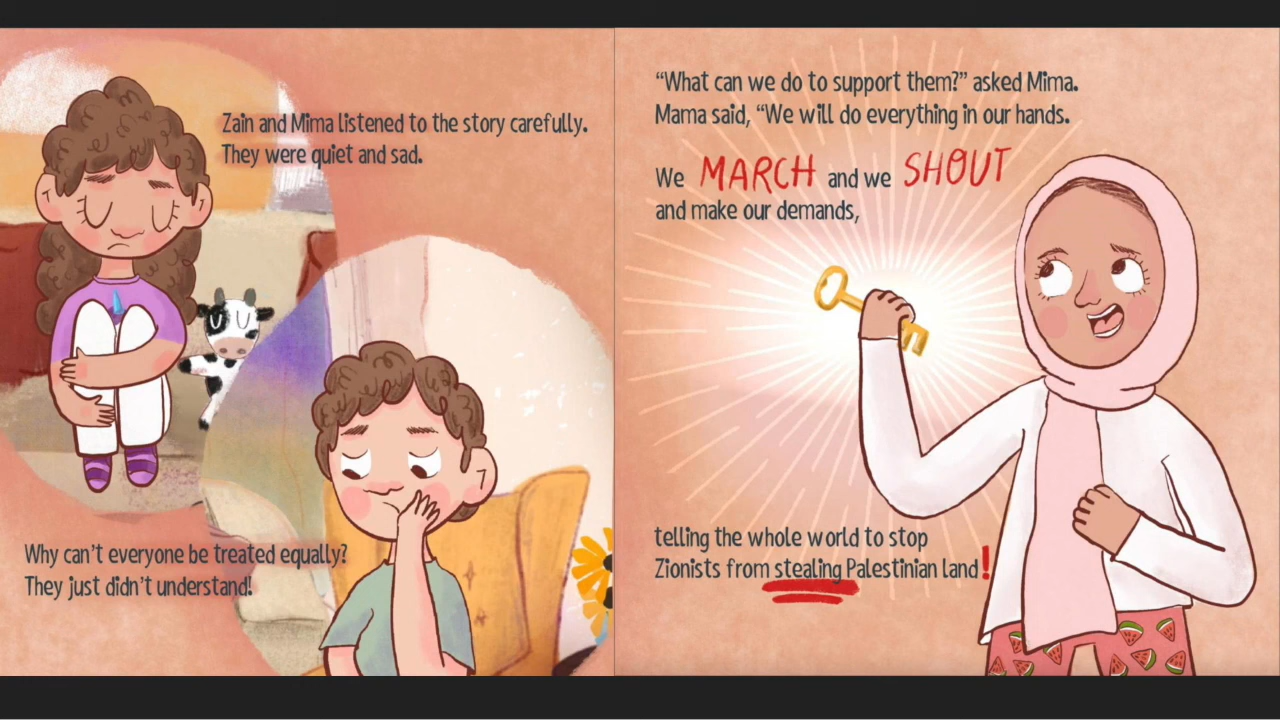 Zain and Mima listened to the story carefully.
They were quiet and sad.
Why can't everyone be treated equally?
They just didn't understand!
“What can we do to support them?” asked Mima.
Mama said, “We will do everything in our hands.
We MARCH and we SHOUT
and make our demands,
telling the whole world to stop
Zionists from stealing Palestinian land!